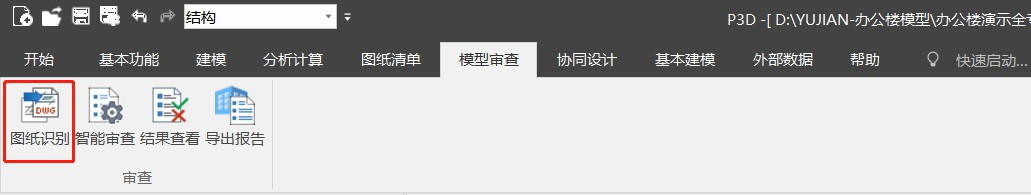 结构 P3D -[ D:\YUJIAN-办公楼模型\办公楼演示全
开始 基本功能 建模 分析计算 图纸清单 模型审查 协同设计 基本建模 外部数据 帮助 快速启动...
DWG
图纸识别 智能审查 结果查看 导出报告
审查